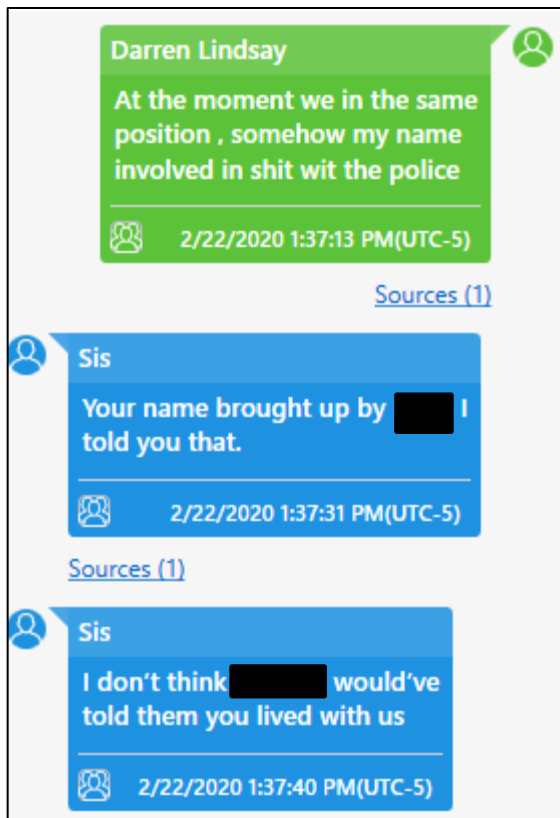 Darren Lindsay
At the moment we in the same
position , somehow my name
involved in shit wit the police
2/22/2020 1:37:13 PM(UTC-5)
Sources (1)
Sis
Your name brought up by I
told you that.
2/22/2020 1:37:31 PM(UTC-5)
Sources (1)
Sis
I don't think would've
told them you lived with us
2/22/2020 1:37:40 PM(UTC-5)